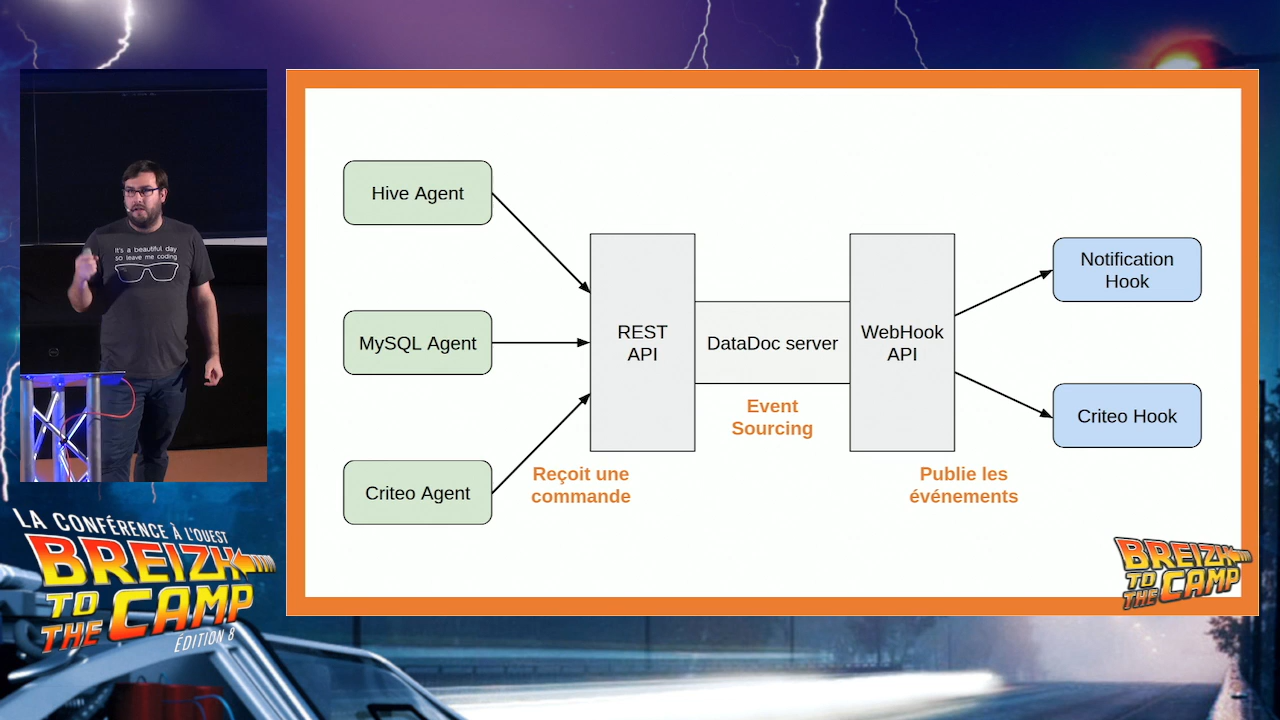 It's a beautiful day
so leave me coding
LA CONFÉRENCE À L'OUEST
BREIZH
TO
THE CAMP
ÉDITION 8
Hive Agent
MySQL Agent
Criteo Agent
REST
API
DataDoc server
WebHook
API
Notification
Hook
Criteo Hook
Event
Sourcing
Reçoit une
commande
Publie les
événements
BREIZH
TO
THE CAMP